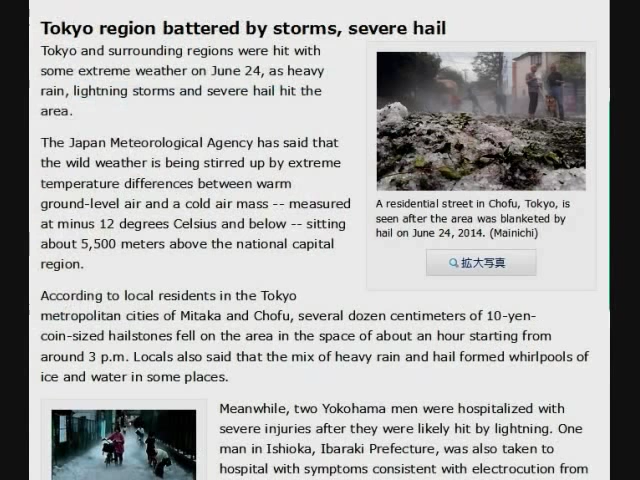 Tokyo region battered by storms, severe hail
Tokyo and surrounding regions were hit with
some extreme weather on June 24, as heavy
rain, lightning storms and severe hail hit the
area.
The Japan Meteorological Agency has said that
the wild weather is being stirred up by extreme
temperature differences between warm
ground-level air and a cold air mass -- measured
at minus 12 degrees Celsius and below -- sitting
about 5,500 meters above the national capital
region.
A residential street in Chofu, Tokyo, is
seen after the area was blanketed by
hail on June 24, 2014. (Mainichi)
拡大写真
According to local residents in the Tokyo
metropolitan cities of Mitaka and Chofu, several dozen centimeters of 10-yen-
coin-sized hailstones fell on the area in the space of about an hour starting from
around 3 p.m. Locals also said that the mix of heavy rain and hail formed whirlpools of
ice and water in some places.
Meanwhile, two Yokohama men were hospitalized with
severe injuries after they were likely hit by lightning. One
man in Ishioka, Ibaraki Prefecture, was also taken to
hospital with symptoms consistent with electrocution from